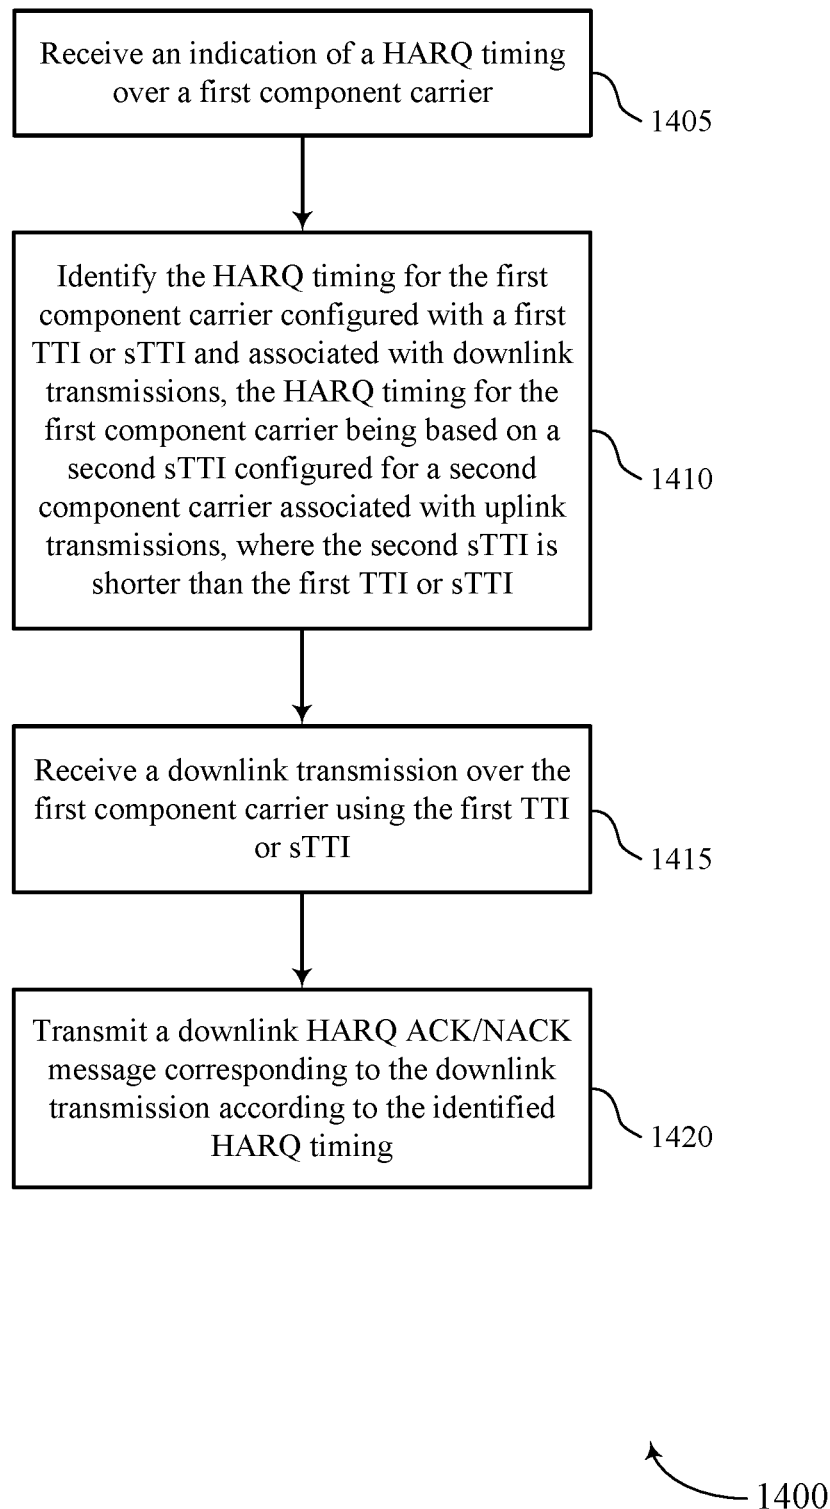 Receive an indication of a HARQ timing
over a first component carrier
1405
Identify the HARQ timing for the first
component carrier configured with a first
TTI or sTTI and associated with downlink
transmissions, the HARQ timing for the
first component carrier being based on a
second sTTI configured for a second
component carrier associated with uplink
transmissions, where the second sTTI is
shorter than the first TTI or sTTI
1410
Receive a downlink transmission over the
first component carrier using the first TTI
or sTTI
1415
Transmit a downlink HARQ ACK/NACK
message corresponding to the downlink
transmission according to the identified
HARQ timing
1420
1400